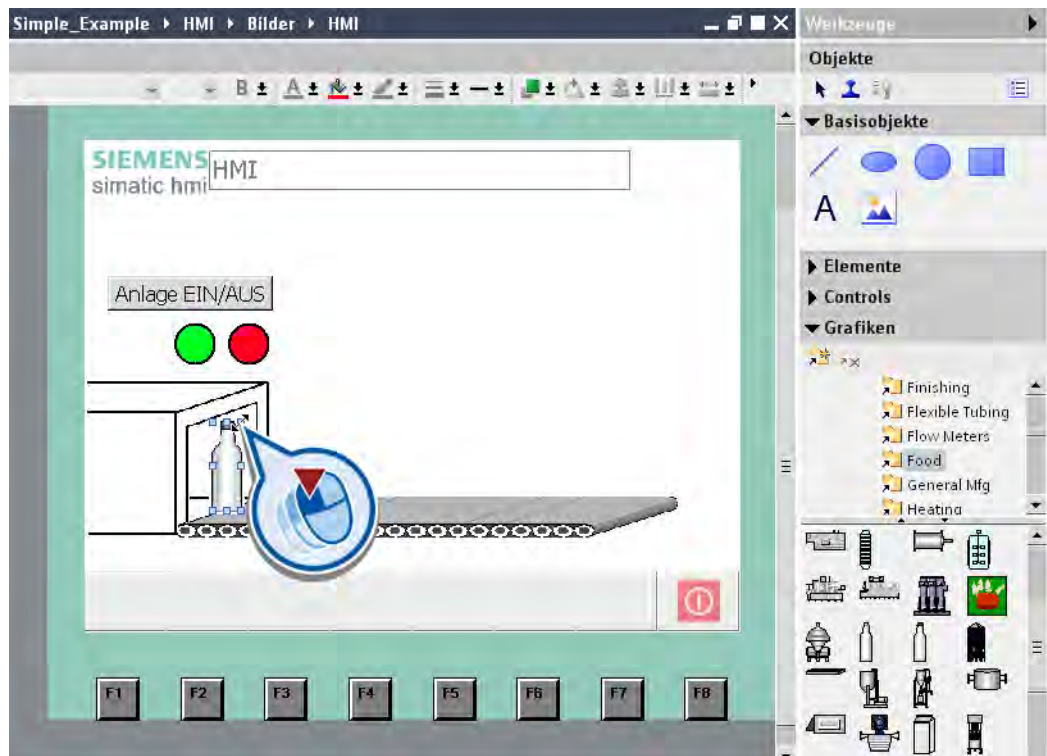 Simple_Example ▸ HMI ▸ Bilder ▸ HMI
Werkzeuge
Objekte
B A
Basisobjekte
A
SIEMENS
simatic hmi
HMI
Anlage EIN/AUS
Elemente
Controls
Grafiken
Finishing
Flexible Tubing
Flow Meters
Food
General Mfg
Heating
F1 F2 F3 F4 F5 F6 F7 F8